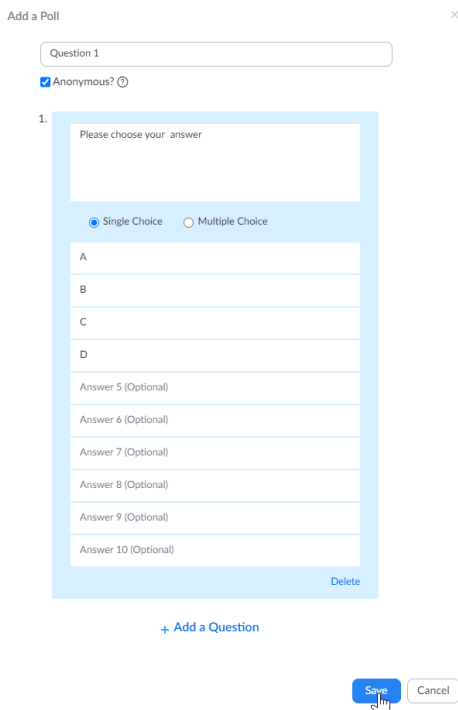 Add a Poll ×
Question 1
Anonymous? ?
1.
Please choose your  answer
Single Choice Multiple Choice
A
B
C
D
Answer 5 (Optional)
Answer 6 (Optional)
Answer 7 (Optional)
Answer 8 (Optional)
Answer 9 (Optional)
Answer 10 (Optional)
Delete
+ Add a Question
Save Cancel